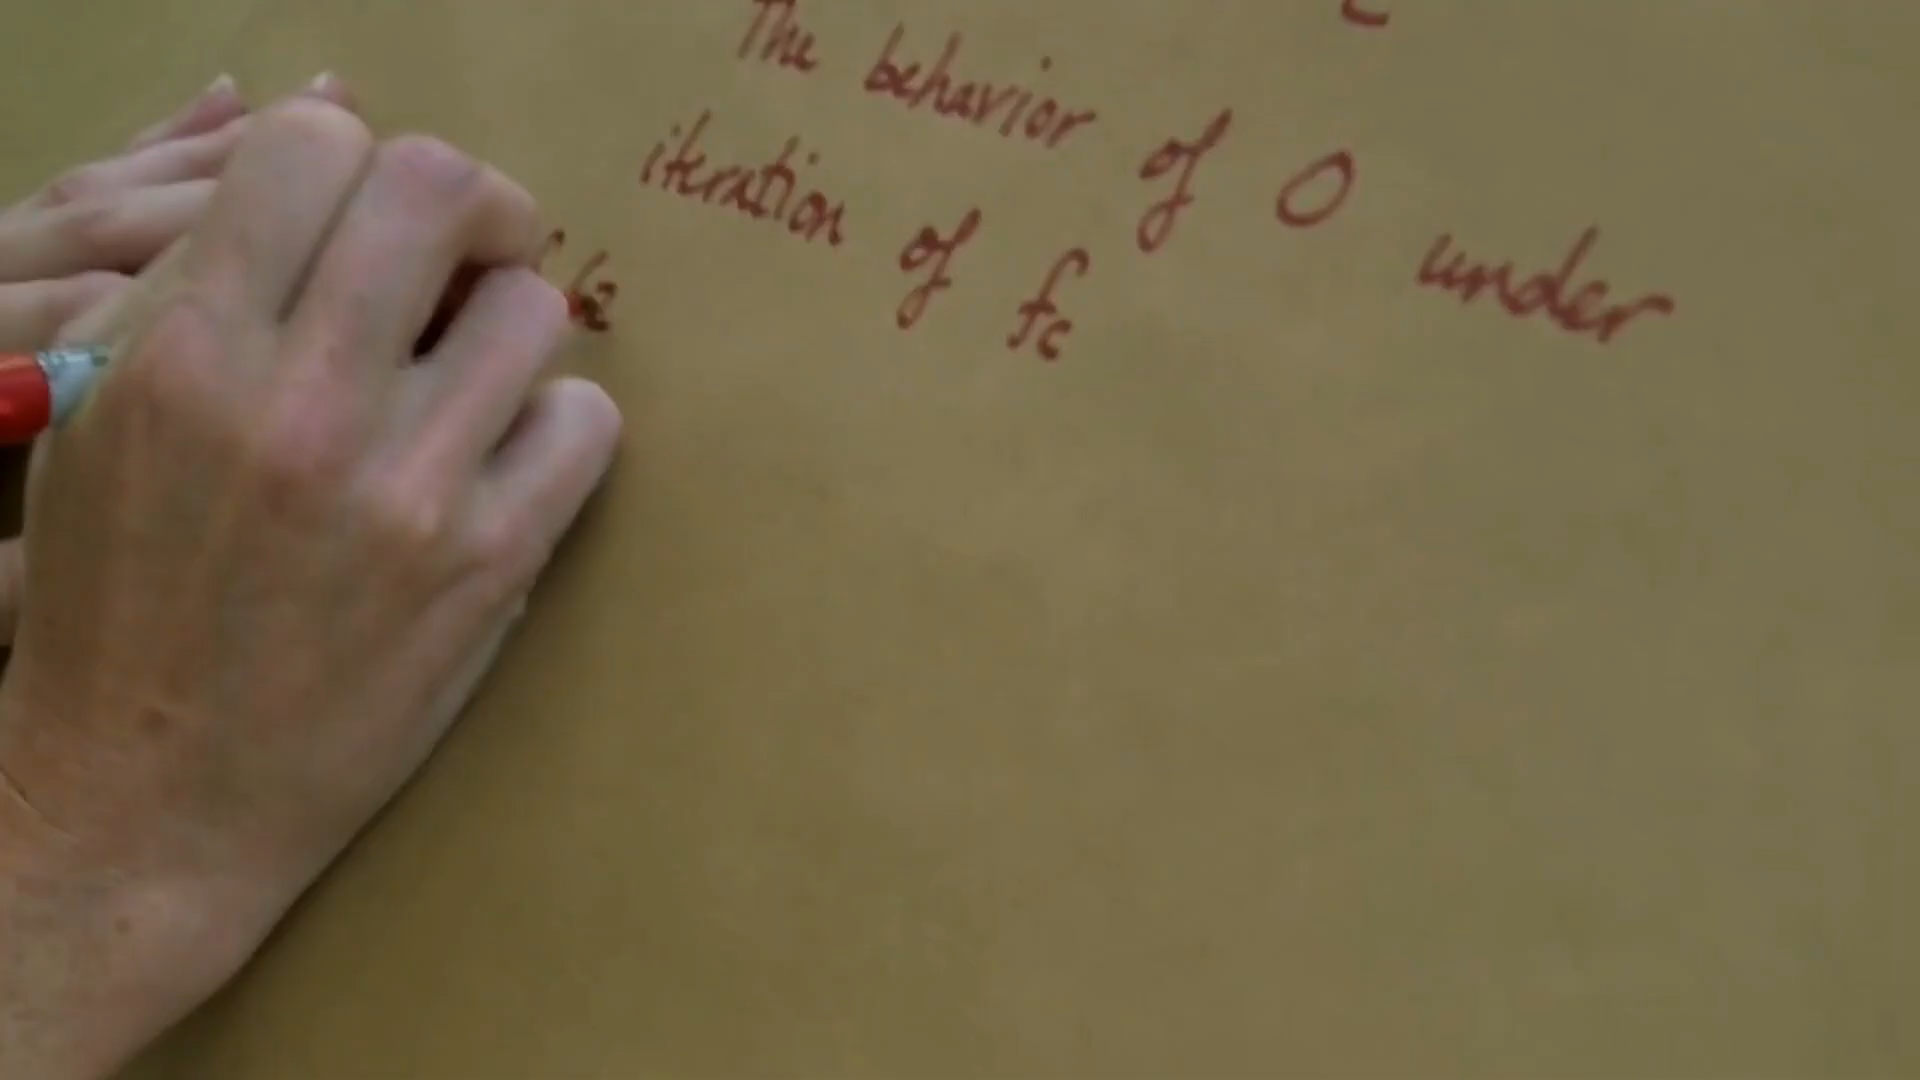 The behavior of 0 under
iteration of fc
f(z